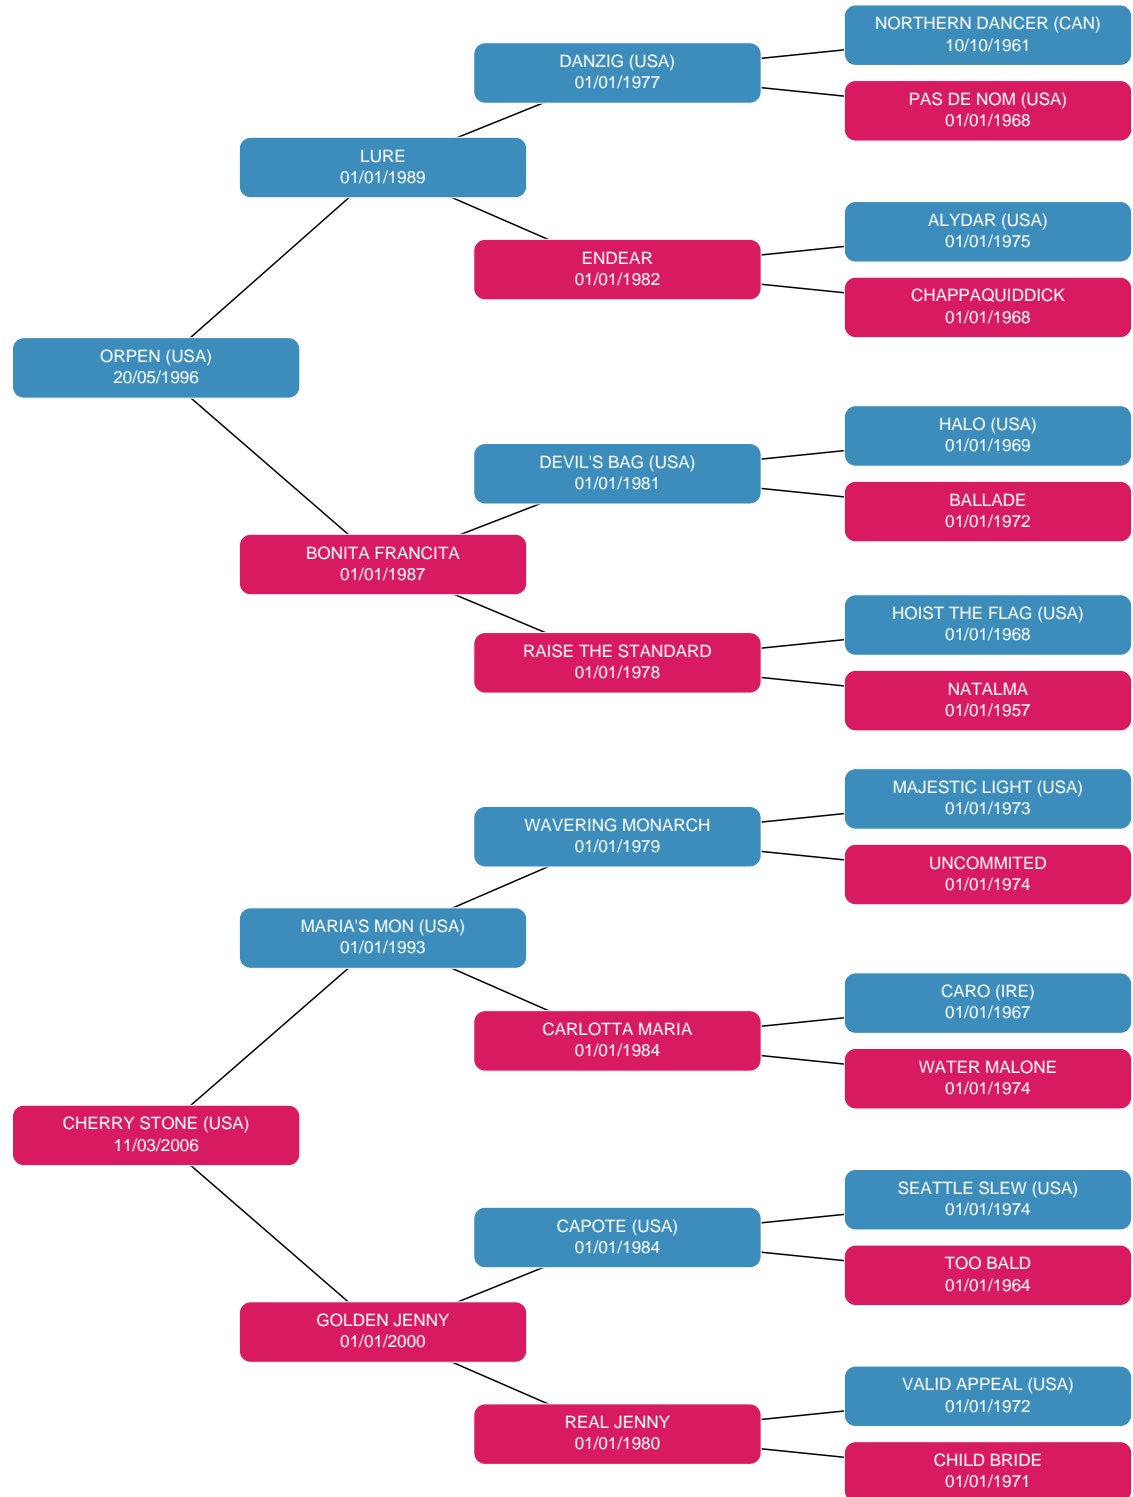 NORTHERN DANCER (CAN)
10/10/1961
DANZIG (USA)
01/01/1977
PAS DE NOM (USA)
01/01/1968
LURE
01/01/1989
ALYDAR (USA)
01/01/1975
ENDEAR
01/01/1982
CHAPPAQUIDDICK
01/01/1968
ORPEN (USA)
20/05/1996
HALO (USA)
01/01/1969
DEVIL'S BAG (USA)
01/01/1981
BALLADE
01/01/1972
BONITA FRANCITA
01/01/1987
HOIST THE FLAG (USA)
01/01/1968
RAISE THE STANDARD
01/01/1978
NATALMA
01/01/1957
MAJESTIC LIGHT (USA)
01/01/1973
WAVERING MONARCH
01/01/1979
UNCOMMITED
01/01/1974
MARIA'S MON (USA)
01/01/1993
CARO (IRE)
01/01/1967
CARLOTTA MARIA
01/01/1984
WATER MALONE
01/01/1974
CHERRY STONE (USA)
11/03/2006
SEATTLE SLEW (USA)
01/01/1974
CAPOTE (USA)
01/01/1984
TOO BALD
01/01/1964
GOLDEN JENNY
01/01/2000
VALID APPEAL (USA)
01/01/1972
REAL JENNY
01/01/1980
CHILD BRIDE
01/01/1971